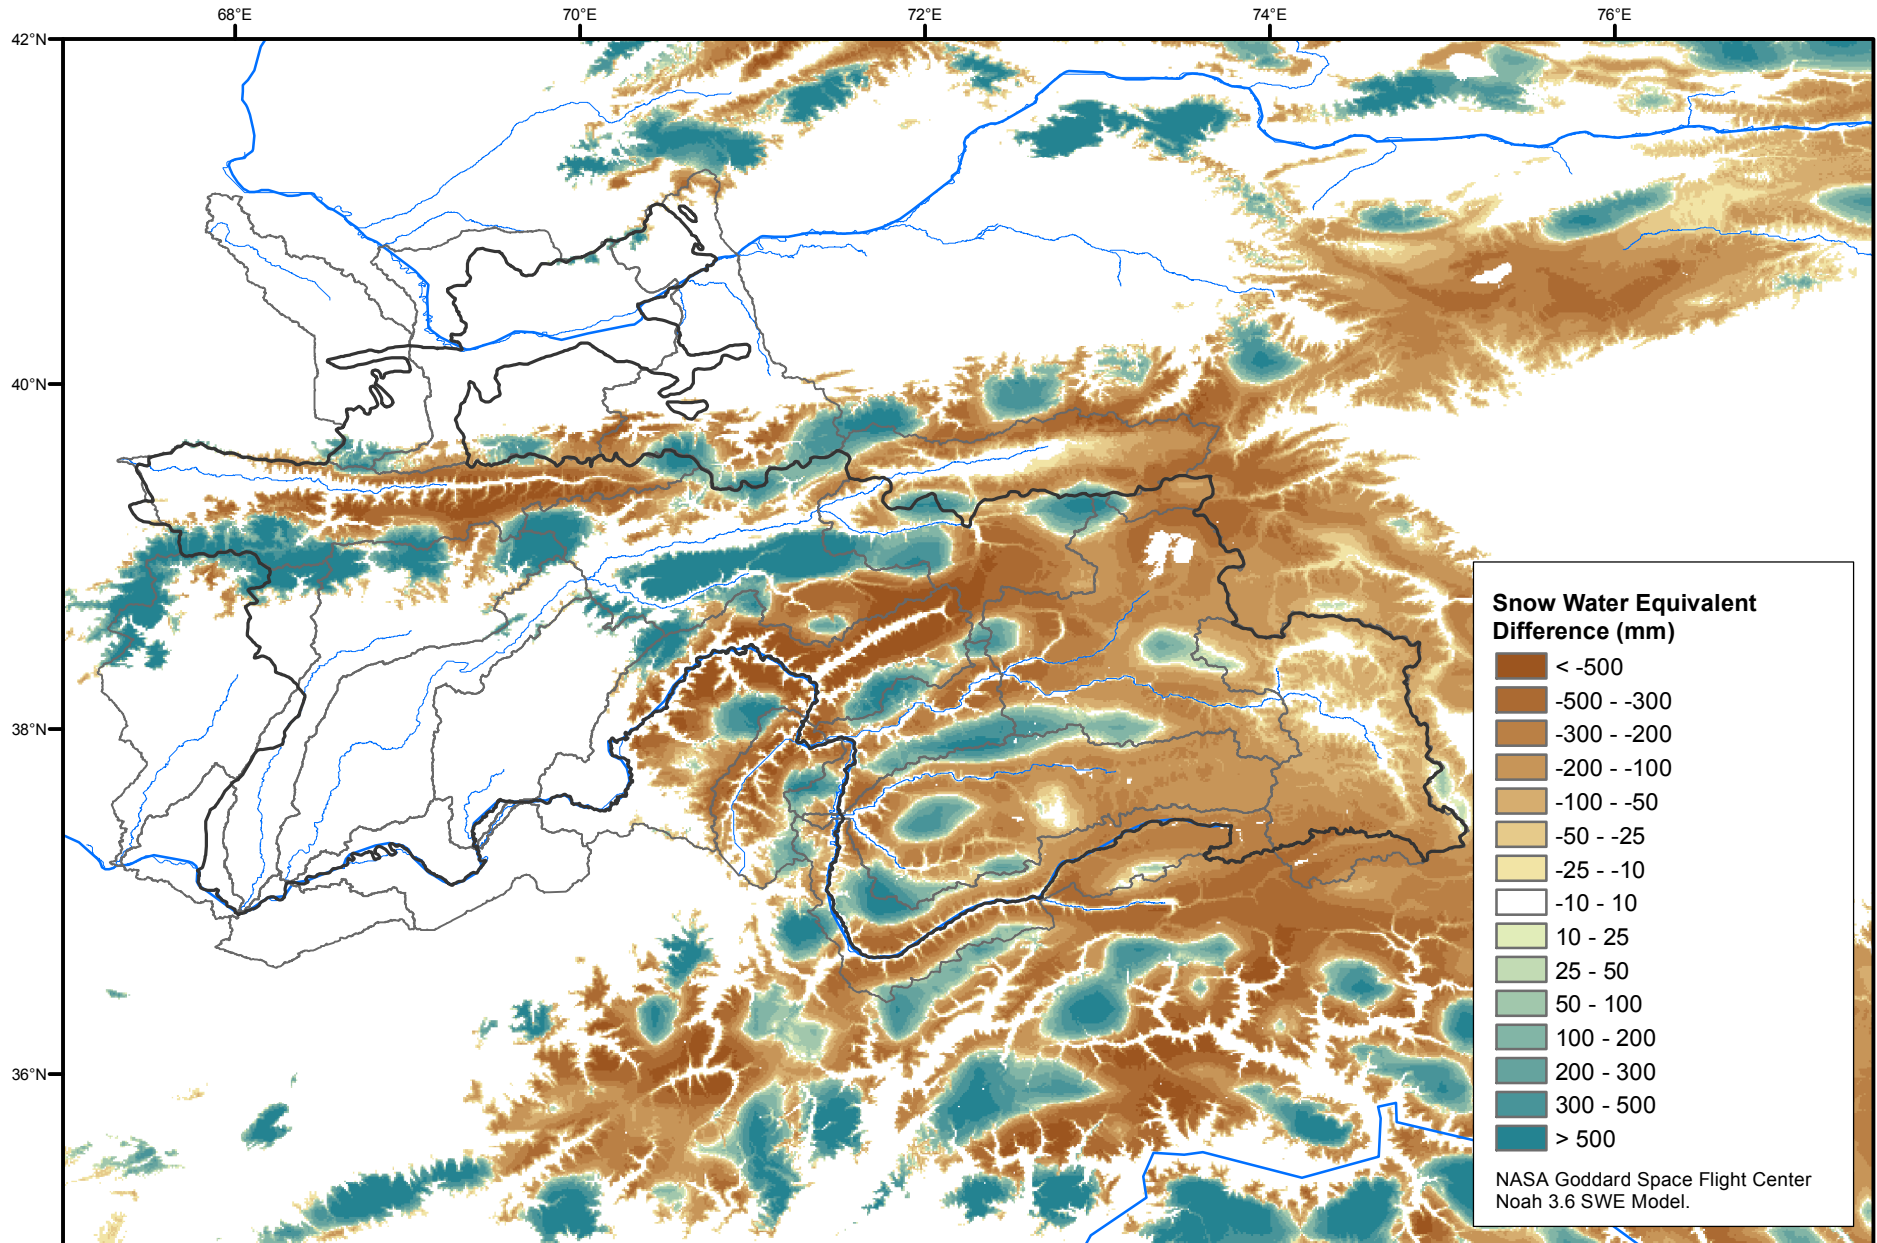 68°E 70°E 72°E 74°E 76°E
42°N
40°N
38°N
36°N
Snow Water Equivalent
Difference (mm)
< -500
-500 - -300
-300 - -200
-200 - -100
-100 - -50
-50 - -25
-25 - -10
-10 - 10
10 - 25
25 - 50
50 - 100
100 - 200
200 - 300
300 - 500
> 500
NASA Goddard Space Flight Center
Noah 3.6 SWE Model.